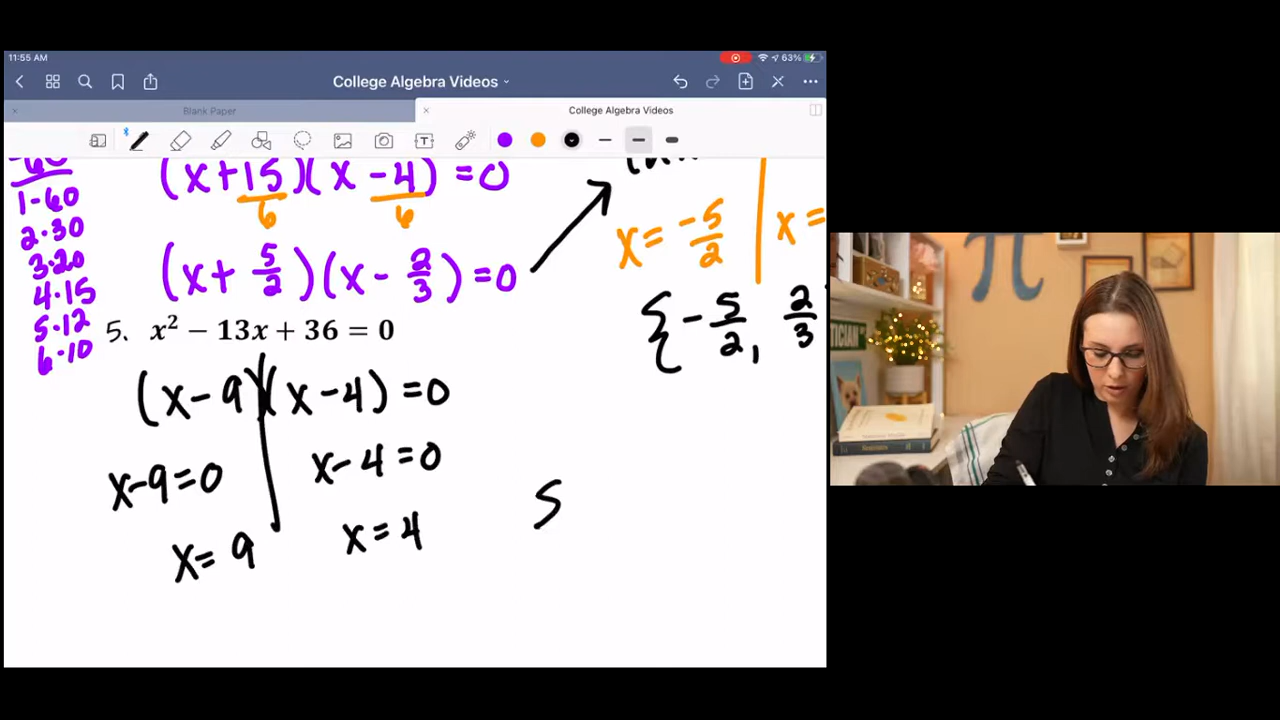 11:55 AM
63%
College Algebra Videos
Blank Paper
College Algebra Videos
1-60
2·30
3·20
4·15
5·12
6·10
(x+15)(x-4)=0
6 6
(x+ 5/2)(x- 2/3)=0
x= -5/2 | x=
{-5/2, 2/3
5. x² − 13x + 36 = 0
(x-9)(x-4)=0
x-9=0 x-4=0
x=9 x=4
S